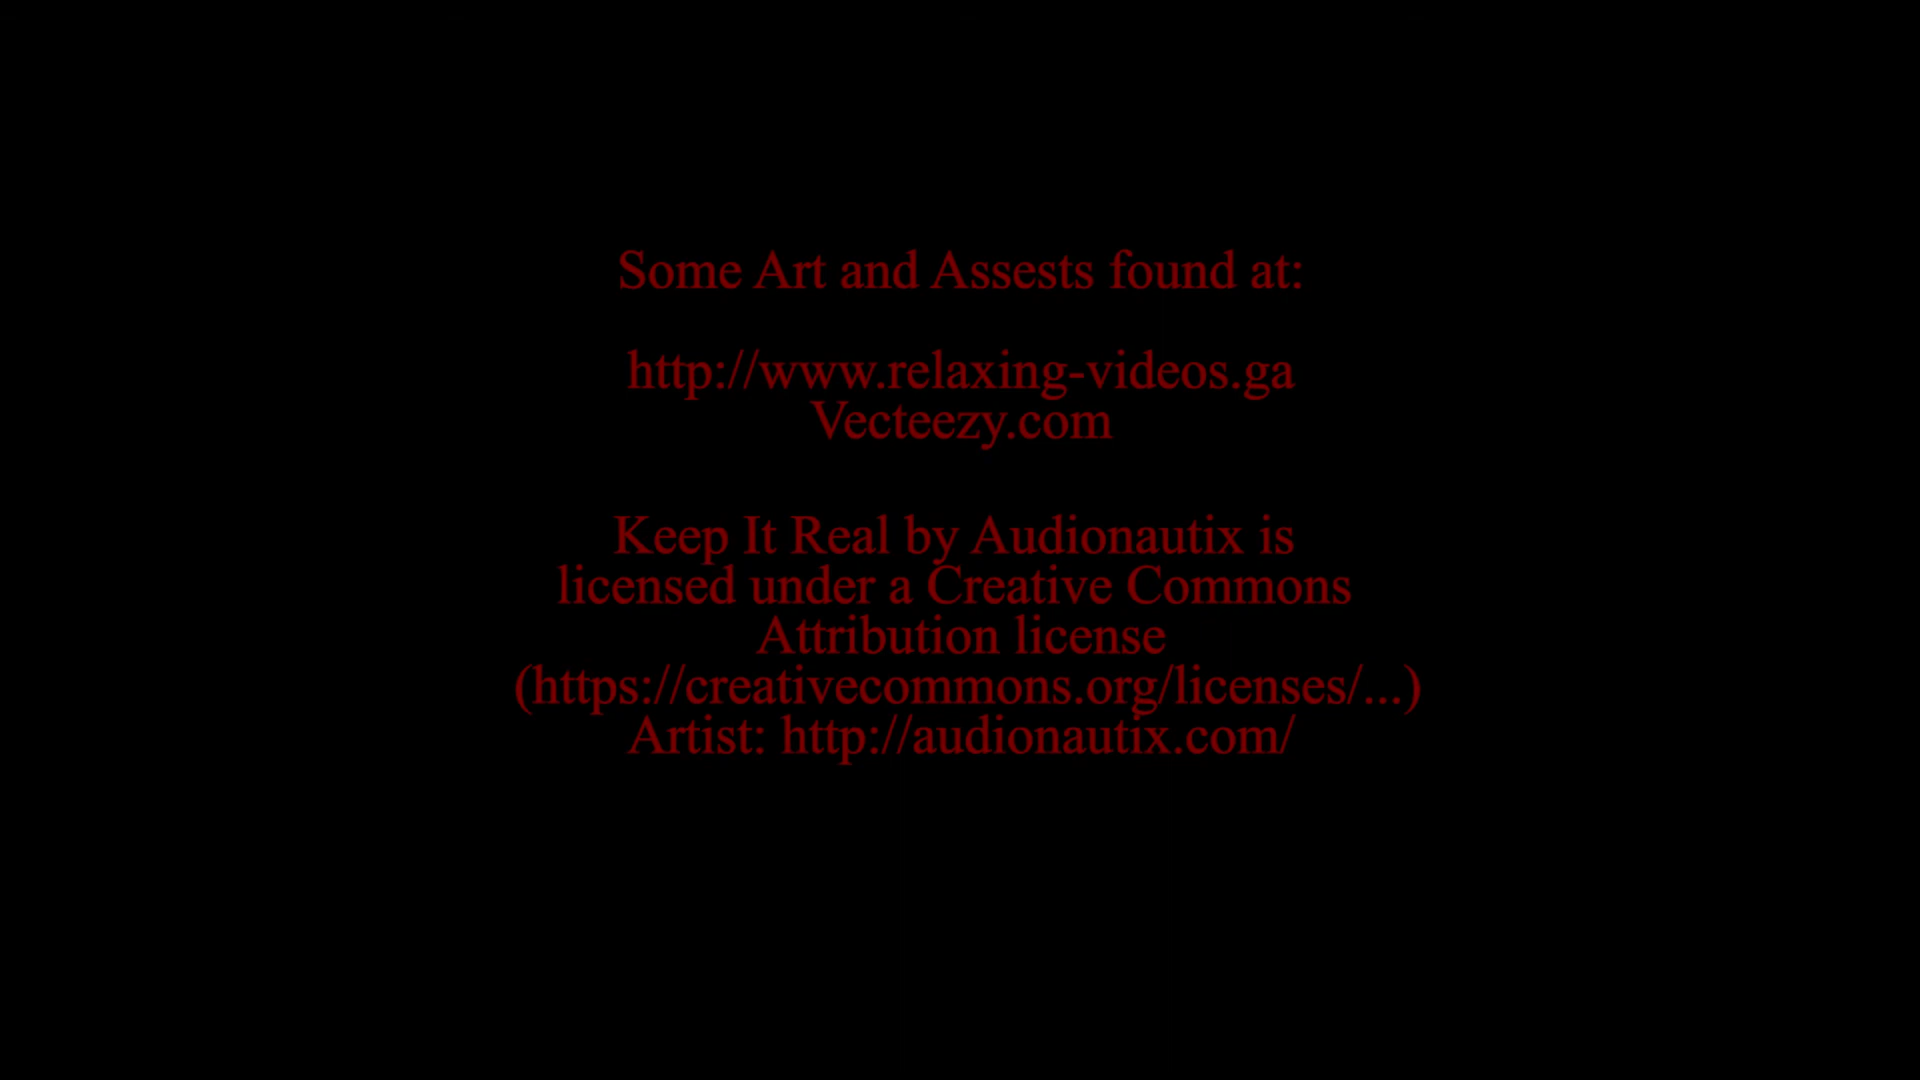 Some Art and Assests found at:
http://www.relaxing-videos.ga
Vecteezy.com
Keep It Real by Audionautix is
licensed under a Creative Commons
Attribution license
(https://creativecommons.org/licenses/...)
Artist: http://audionautix.com/